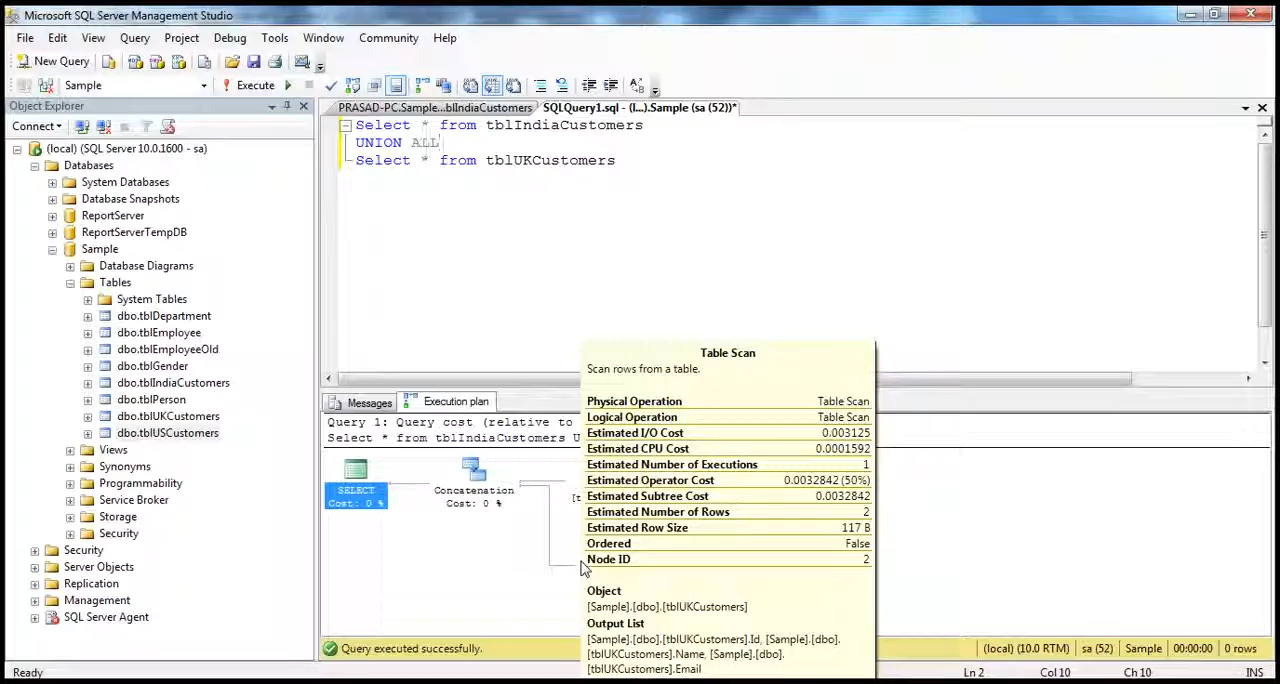 Microsoft SQL Server Management Studio
File Edit View Query Project Debug Tools Window Community Help
New Query
Sample Execute
Object Explorer
PRASAD-PC.Sample...blIndiaCustomers SQLQuery1.sql - (l...).Sample (sa (52))*
Connect
(local) (SQL Server 10.0.1600 - sa)
Databases
System Databases
Database Snapshots
ReportServer
ReportServerTempDB
Sample
Database Diagrams
Tables
System Tables
dbo.tblDepartment
dbo.tblEmployee
dbo.tblEmployeeOld
dbo.tblGender
dbo.tblIndiaCustomers
dbo.tblPerson
dbo.tblUKCustomers
dbo.tblUSCustomers
Views
Synonyms
Programmability
Service Broker
Storage
Security
Security
Server Objects
Replication
Management
SQL Server Agent
Select * from tblIndiaCustomers
UNION ALL
Select * from tblUKCustomers
Messages Execution plan
Query 1: Query cost (relative to
Select * from tblIndiaCustomers U
SELECT
Cost: 0 %
Concatenation
Cost: 0 %
[t
Table Scan
Scan rows from a table.
Physical Operation Table Scan
Logical Operation Table Scan
Estimated I/O Cost 0.003125
Estimated CPU Cost 0.0001592
Estimated Number of Executions 1
Estimated Operator Cost 0.0032842 (50%)
Estimated Subtree Cost 0.0032842
Estimated Number of Rows 2
Estimated Row Size 117 B
Ordered False
Node ID 2
Object
[Sample].[dbo].[tblUKCustomers]
Output List
[Sample].[dbo].[tblUKCustomers].Id, [Sample].[dbo].
[tblUKCustomers].Name, [Sample].[dbo].
[tblUKCustomers].Email
Query executed successfully. (local) (10.0 RTM) sa (52) Sample 00:00:00 0 rows
Ready Ln 2 Col 10 Ch 10 INS